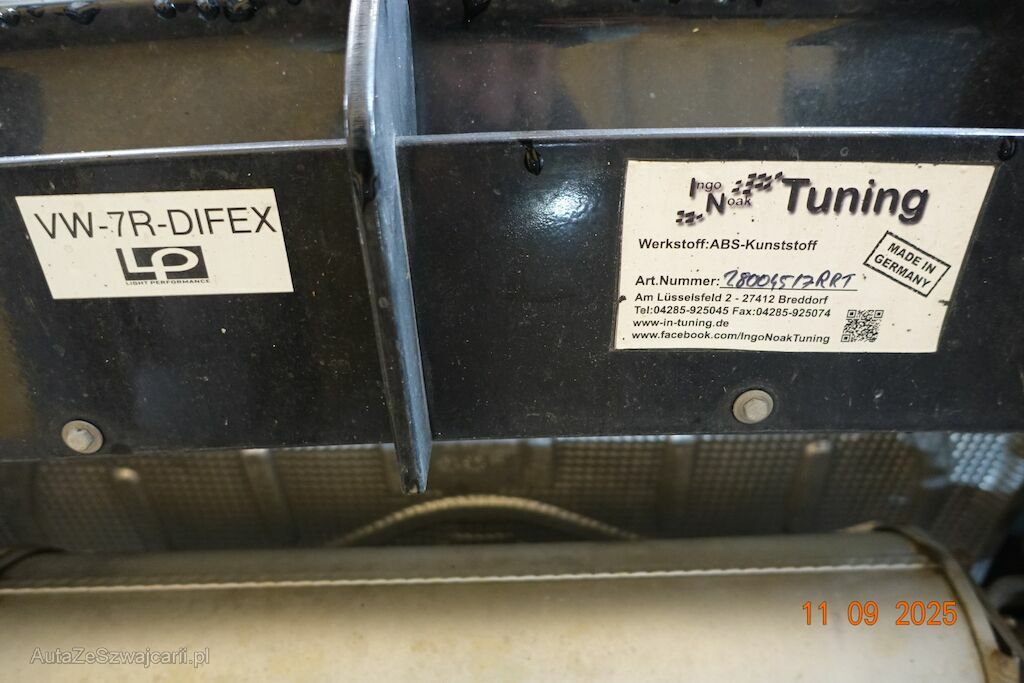 VW-7R-DIFEX
LP
LIGHT PERFORMANCE
Ingo Noak Tuning
Werkstoff:ABS-Kunststoff
MADE IN
GERMANY
Art.Nummer:
Am Lüsselsfeld 2 - 27412 Breddorf
Tel:04285-925045 Fax:04285-925074
www-in-tuning.de
www.facebook.com/IngoNoakTuning
11 09 2025
AutaZeSzwajcarii.pl